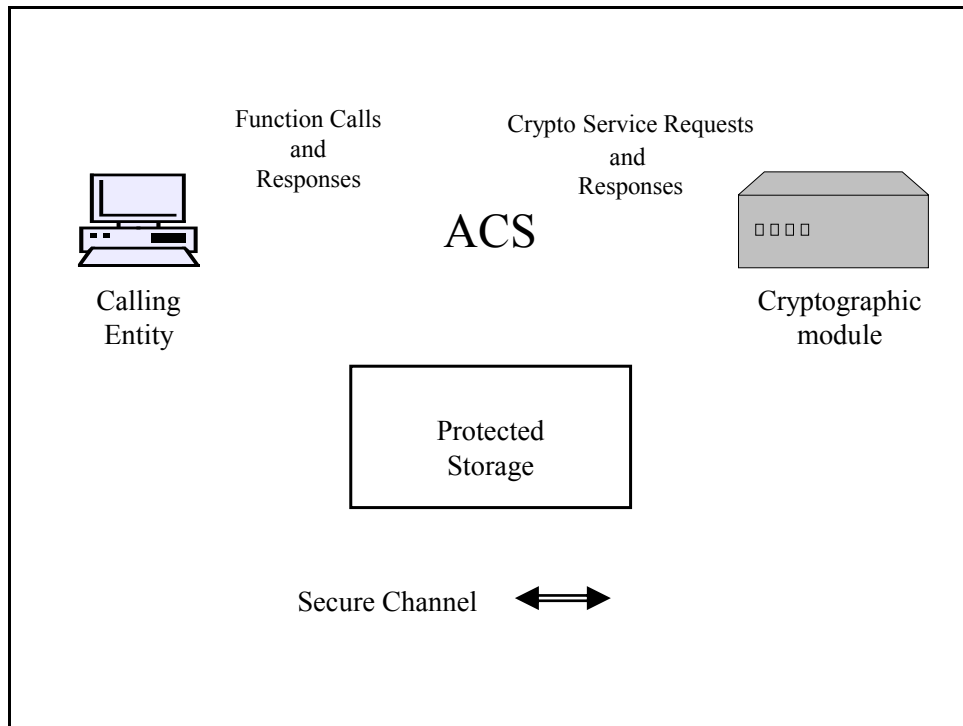 Function Calls
and
Responses
Crypto Service Requests
and
Responses
ACS
Calling
Entity
Cryptographic
module
Protected
Storage
Secure Channel